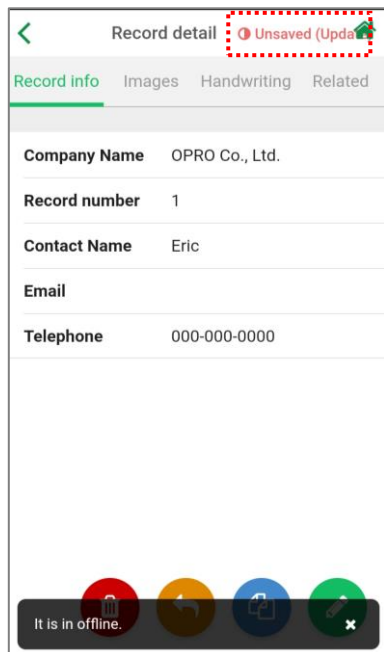 Record detail
Unsaved (Upda
Record info Images Handwriting Related
Company Name OPRO Co., Ltd.
Record number 1
Contact Name Eric
Email
Telephone 000-000-0000
It is in offline.